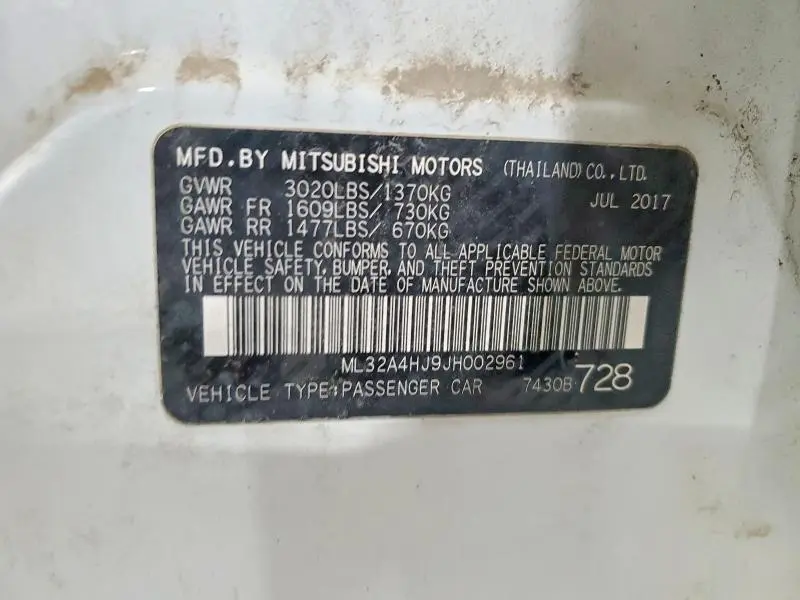 MFD.BY MITSUBISHI MOTORS (THAILAND) CO.,LTD.
GVWR 3020LBS/1370KG JUL 2017
GAWR FR 1609LBS/ 730KG
GAWR RR 1477LBS/ 670KG
THIS VEHICLE CONFORMS TO ALL APPLICABLE FEDERAL MOTOR
VEHICLE SAFETY, BUMPER, AND THEFT PREVENTION STANDARDS
IN EFFECT ON THE DATE OF MANUFACTURE SHOWN ABOVE.
ML32A4HJ9JH002961
VEHICLE TYPE:PASSENGER CAR 7430B 728